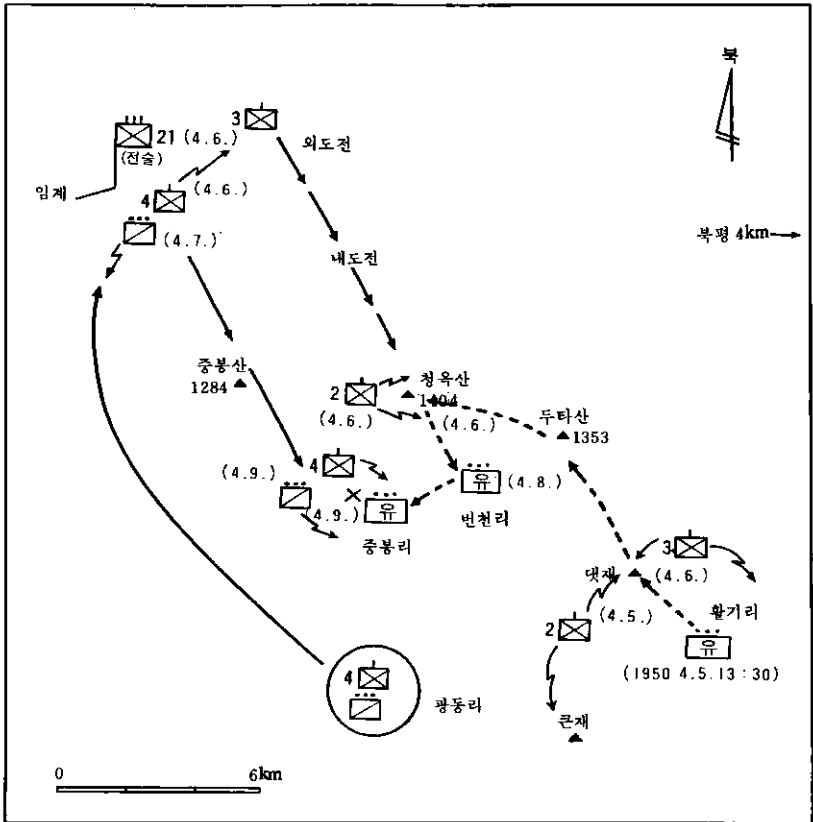 북
3
21 (4.6.)
(전술)
외도전
임계
4
(4.6.)
(4.7.)
북평 4km
내도전
중봉산
1284
청옥산
1404
2
(4.6.)
(4.6.)
두타산
1353
(4.9.)
4
유
(4.8.)
번천리
(4.9.)
유
중봉리
3
댓재
(4.6.)
활기리
(4.5.)
2
유
(1950 4.5.13:30)
큰재
4
광동리
0
6km